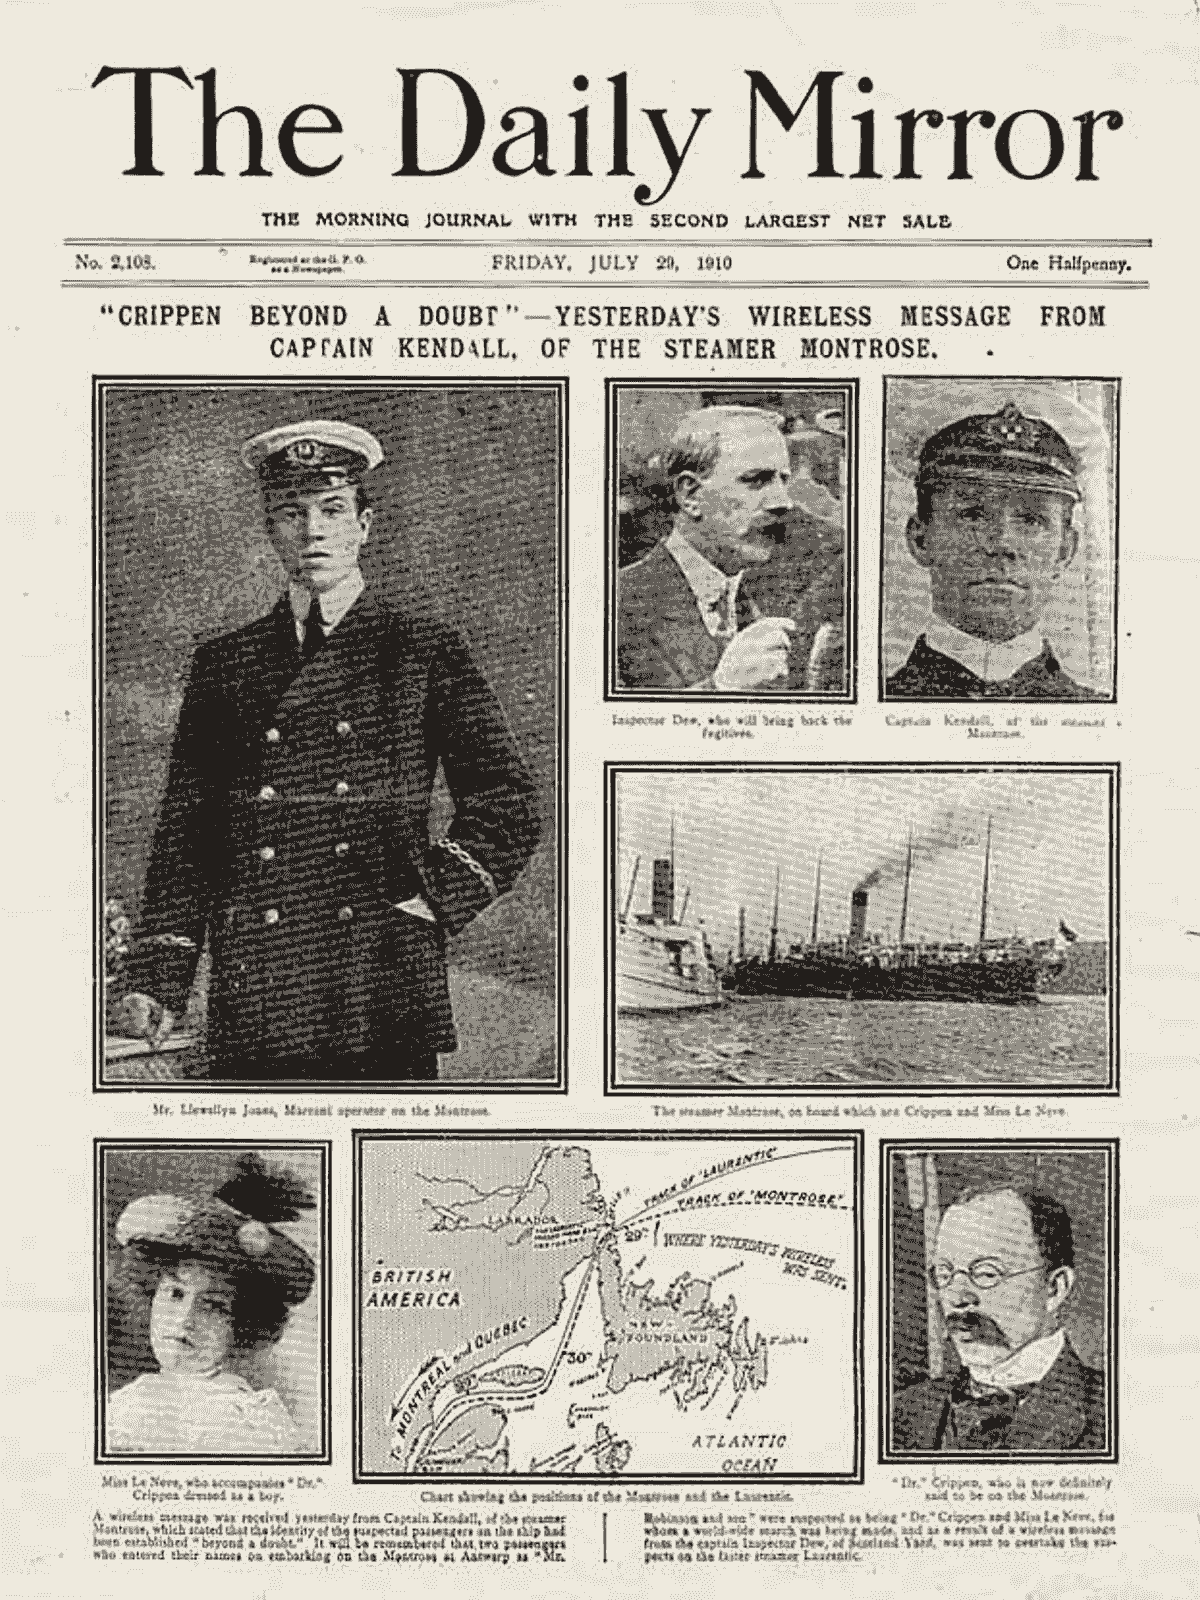 The Daily Mirror
THE MORNING JOURNAL WITH THE SECOND LARGEST NET SALE
No. 2,108.
Registered at the G. P. O.
as a Newspaper.
FRIDAY, JULY 29, 1910
One Halfpenny.
"CRIPPEN BEYOND A DOUBT"—YESTERDAY'S WIRELESS MESSAGE FROM
CAPTAIN KENDALL, OF THE STEAMER MONTROSE.
Inspector Dew, who will bring back the
fugitives.
Captain Kendall, of the steamer
Montrose.
Mr. Llewellyn Jones, Marconi operator on the Montrose.
The steamer Montrose, on board which are Crippen and Miss Le Neve.
TRACK OF "LAURENTIC"
TRACK OF "MONTROSE"
LABRADOR
29TH
WHERE YESTERDAY'S WIRELESS
WAS SENT.
BRITISH
AMERICA
NEW-
FOUNDLAND
To MONTREAL and QUEBEC
30TH
ATLANTIC
OCEAN
Miss Le Neve, who accompanies "Dr."
Crippen dressed as a boy.
Chart showing the positions of the Montrose and the Laurentic.
"Dr." Crippen, who is now definitely
said to be on the Montrose.
A wireless message was received yesterday from Captain Kendall, of the steamer
Montrose, which stated that the identity of the suspected passengers on the ship had
been established "beyond a doubt." It will be remembered that two passengers
who entered their names on embarking on the Montrose at Antwerp as "Mr.
Robinson and son" were suspected as being "Dr." Crippen and Miss Le Neve, for
whom a world-wide search was being made, and as a result of a wireless message
from the captain Inspector Dew, of Scotland Yard, was sent to overtake the sus-
pects on the faster steamer Laurentic.